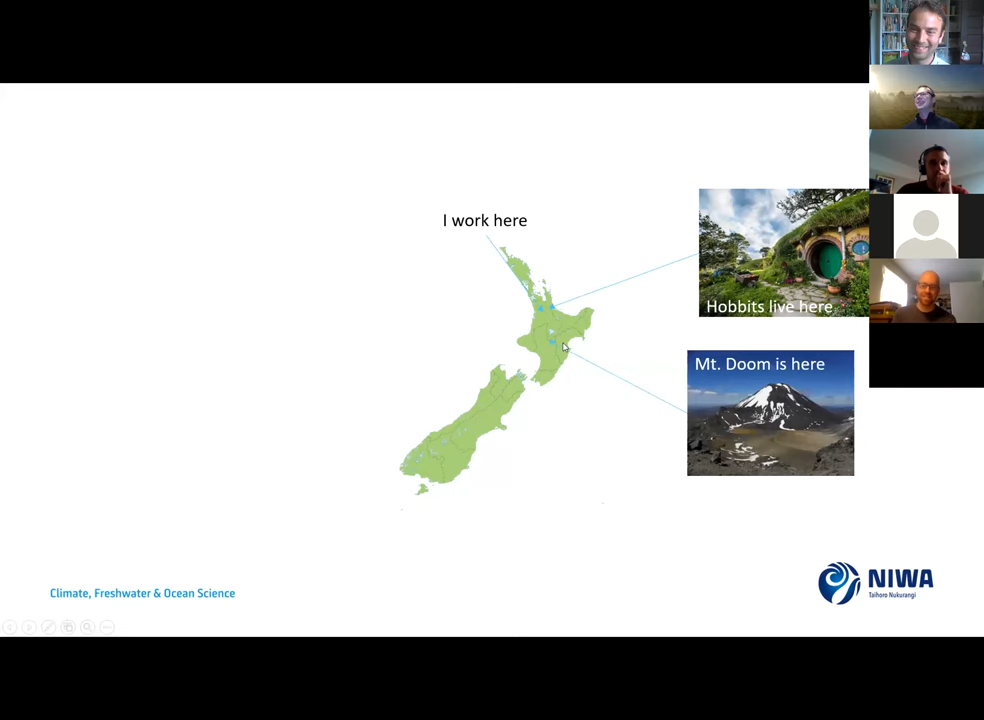 I work here
Hobbits live here
Mt. Doom is here
Climate, Freshwater & Ocean Science
NIWA
Taihoro Nukurangi